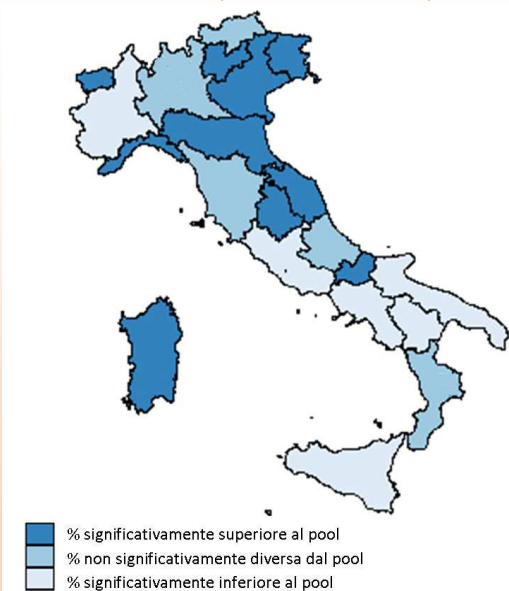 % significativamente superiore al pool
% non significativamente diversa dal pool
% significativamente inferiore al pool